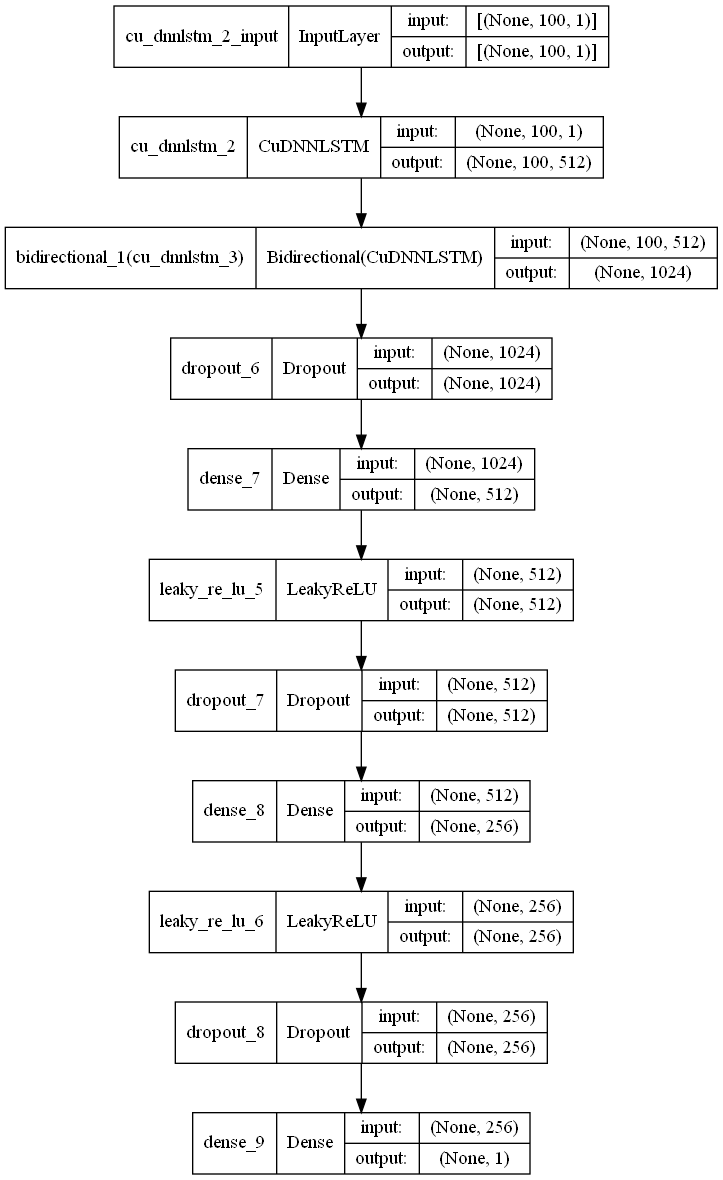 cu_dnnlstm_2_input InputLayer input: [(None, 100, 1)]
output: [(None, 100, 1)]
cu_dnnlstm_2 CuDNNLSTM input: (None, 100, 1)
output: (None, 100, 512)
bidirectional_1(cu_dnnlstm_3) Bidirectional(CuDNNLSTM) input: (None, 100, 512)
output: (None, 1024)
dropout_6 Dropout input: (None, 1024)
output: (None, 1024)
dense_7 Dense input: (None, 1024)
output: (None, 512)
leaky_re_lu_5 LeakyReLU input: (None, 512)
output: (None, 512)
dropout_7 Dropout input: (None, 512)
output: (None, 512)
dense_8 Dense input: (None, 512)
output: (None, 256)
leaky_re_lu_6 LeakyReLU input: (None, 256)
output: (None, 256)
dropout_8 Dropout input: (None, 256)
output: (None, 256)
dense_9 Dense input: (None, 256)
output: (None, 1)